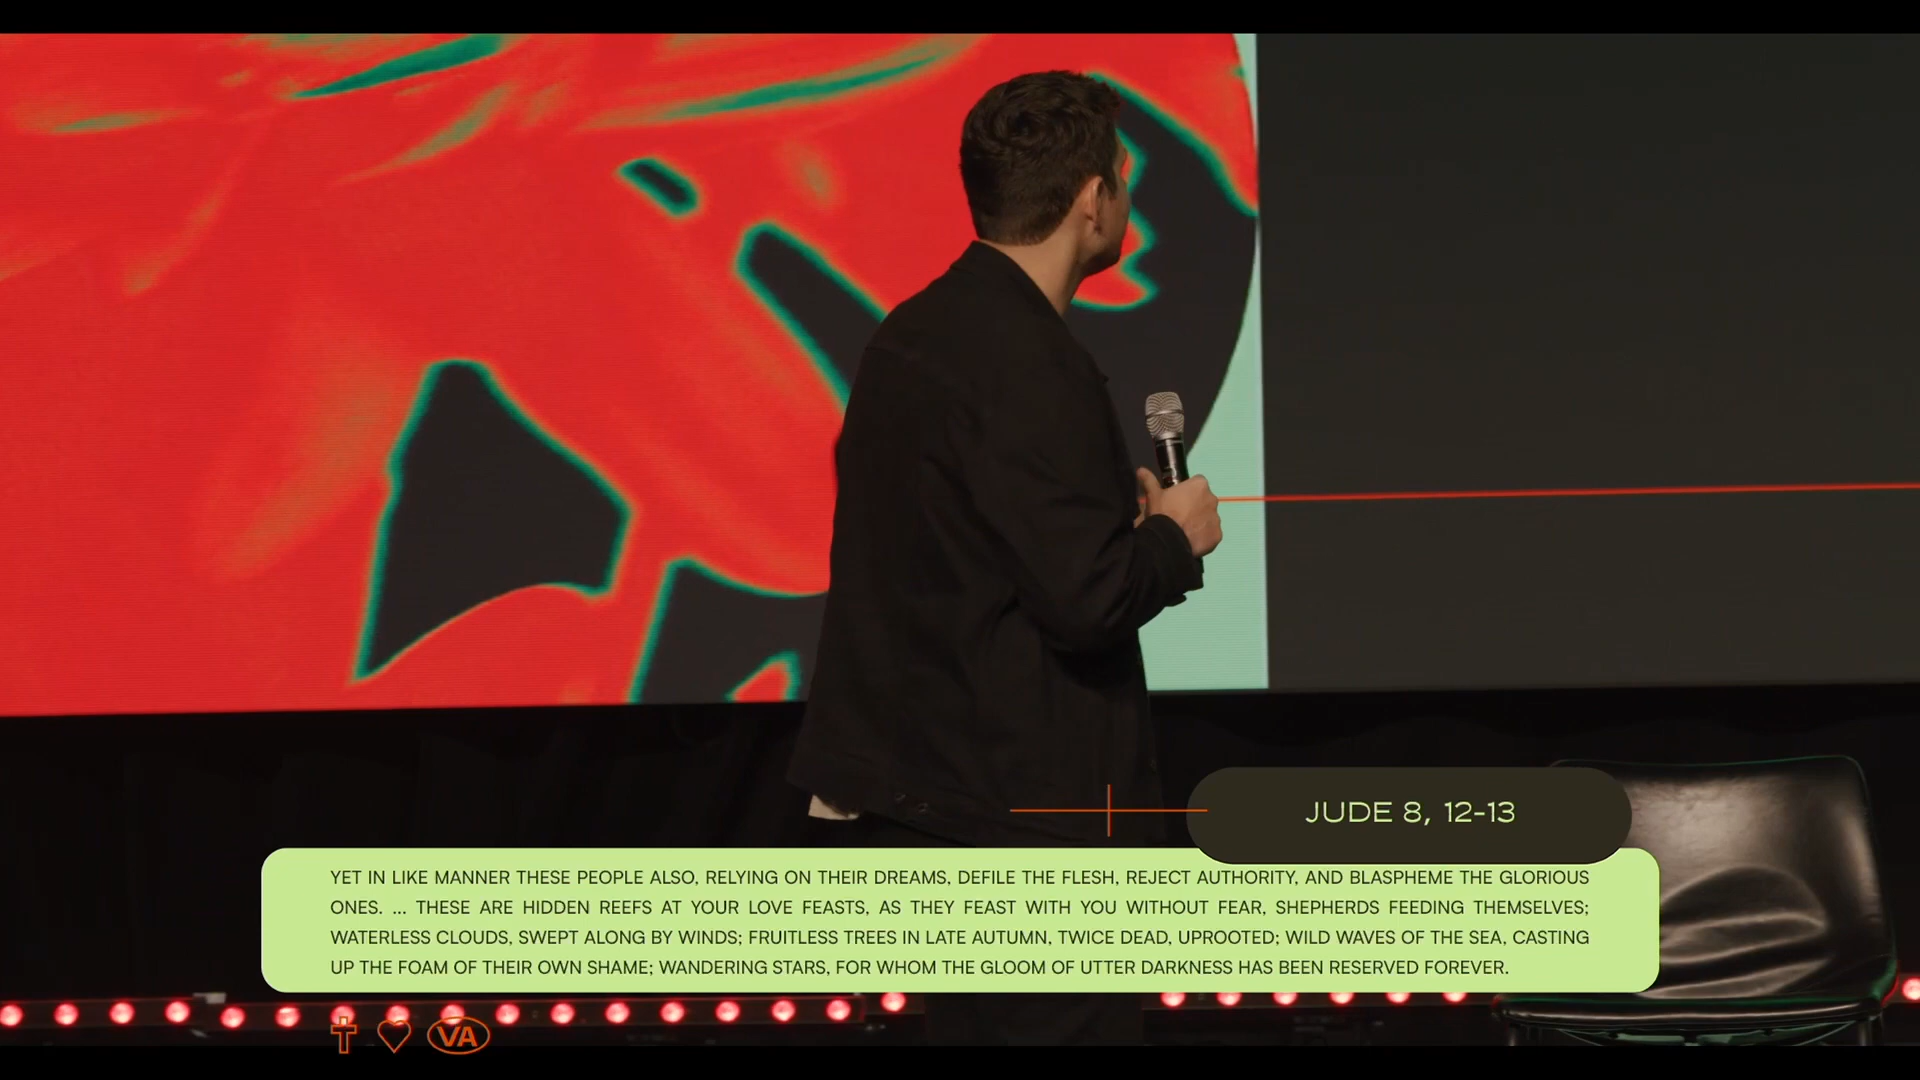 JUDE 8, 12-13
YET IN LIKE MANNER THESE PEOPLE ALSO, RELYING ON THEIR DREAMS, DEFILE THE FLESH, REJECT AUTHORITY, AND BLASPHEME THE GLORIOUS
ONES. ... THESE ARE HIDDEN REEFS AT YOUR LOVE FEASTS, AS THEY FEAST WITH YOU WITHOUT FEAR, SHEPHERDS FEEDING THEMSELVES;
WATERLESS CLOUDS, SWEPT ALONG BY WINDS; FRUITLESS TREES IN LATE AUTUMN, TWICE DEAD, UPROOTED; WILD WAVES OF THE SEA, CASTING
UP THE FOAM OF THEIR OWN SHAME; WANDERING STARS, FOR WHOM THE GLOOM OF UTTER DARKNESS HAS BEEN RESERVED FOREVER.
VA